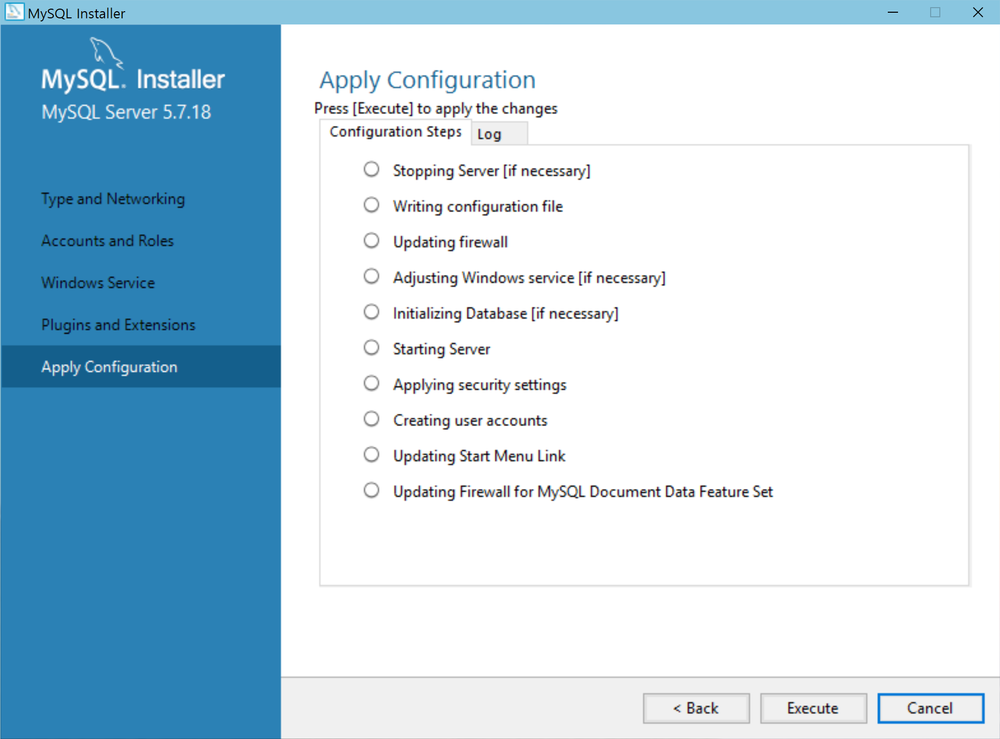 MySQL Installer
MySQL. Installer
MySQL Server 5.7.18
Type and Networking
Accounts and Roles
Windows Service
Plugins and Extensions
Apply Configuration
Apply Configuration
Press [Execute] to apply the changes
Configuration Steps
Log
Stopping Server [if necessary]
Writing configuration file
Updating firewall
Adjusting Windows service [if necessary]
Initializing Database [if necessary]
Starting Server
Applying security settings
Creating user accounts
Updating Start Menu Link
Updating Firewall for MySQL Document Data Feature Set
< Back
Execute
Cancel